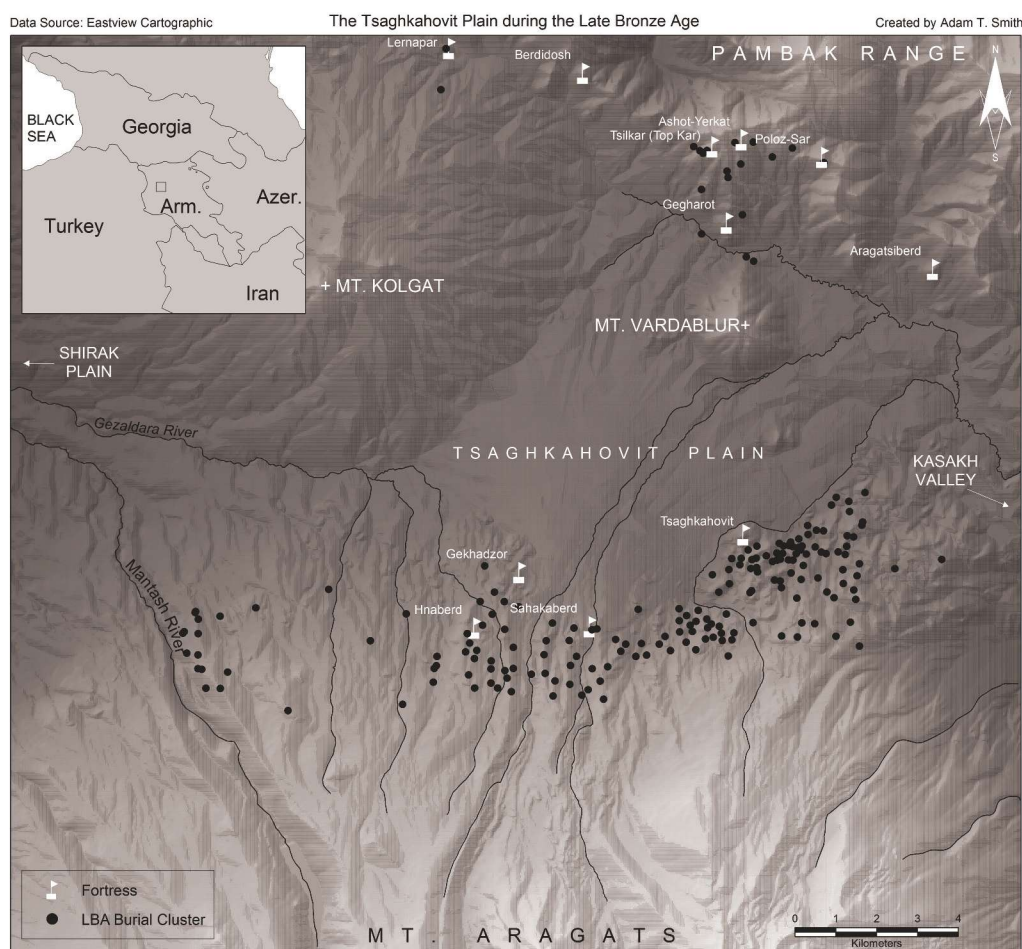 Data Source: Eastview Cartographic
The Tsaghkahovit Plain during the Late Bronze Age
Created by Adam T. Smith
BLACK
SEA
Georgia
Turkey
Arm.
Azer.
Iran
Lernapar
Berdidosh
PAMBAK RANGE
N
S
Ashot-Yerkat
Tsilkar (Top Kar)
Poloz-Sar
Gegharot
Aragatsiberd
+ MT. KOLGAT
MT. VARDABLUR+
SHIRAK
PLAIN
Gezaldara River
TSAGHKAHOVIT PLAIN
KASAKH
VALLEY
Tsaghkahovit
Gekhadzor
Mantash River
Hnaberd
Sahakaberd
Fortress
LBA Burial Cluster
MT. ARAGATS
0 1 2 3 4
Kilometers